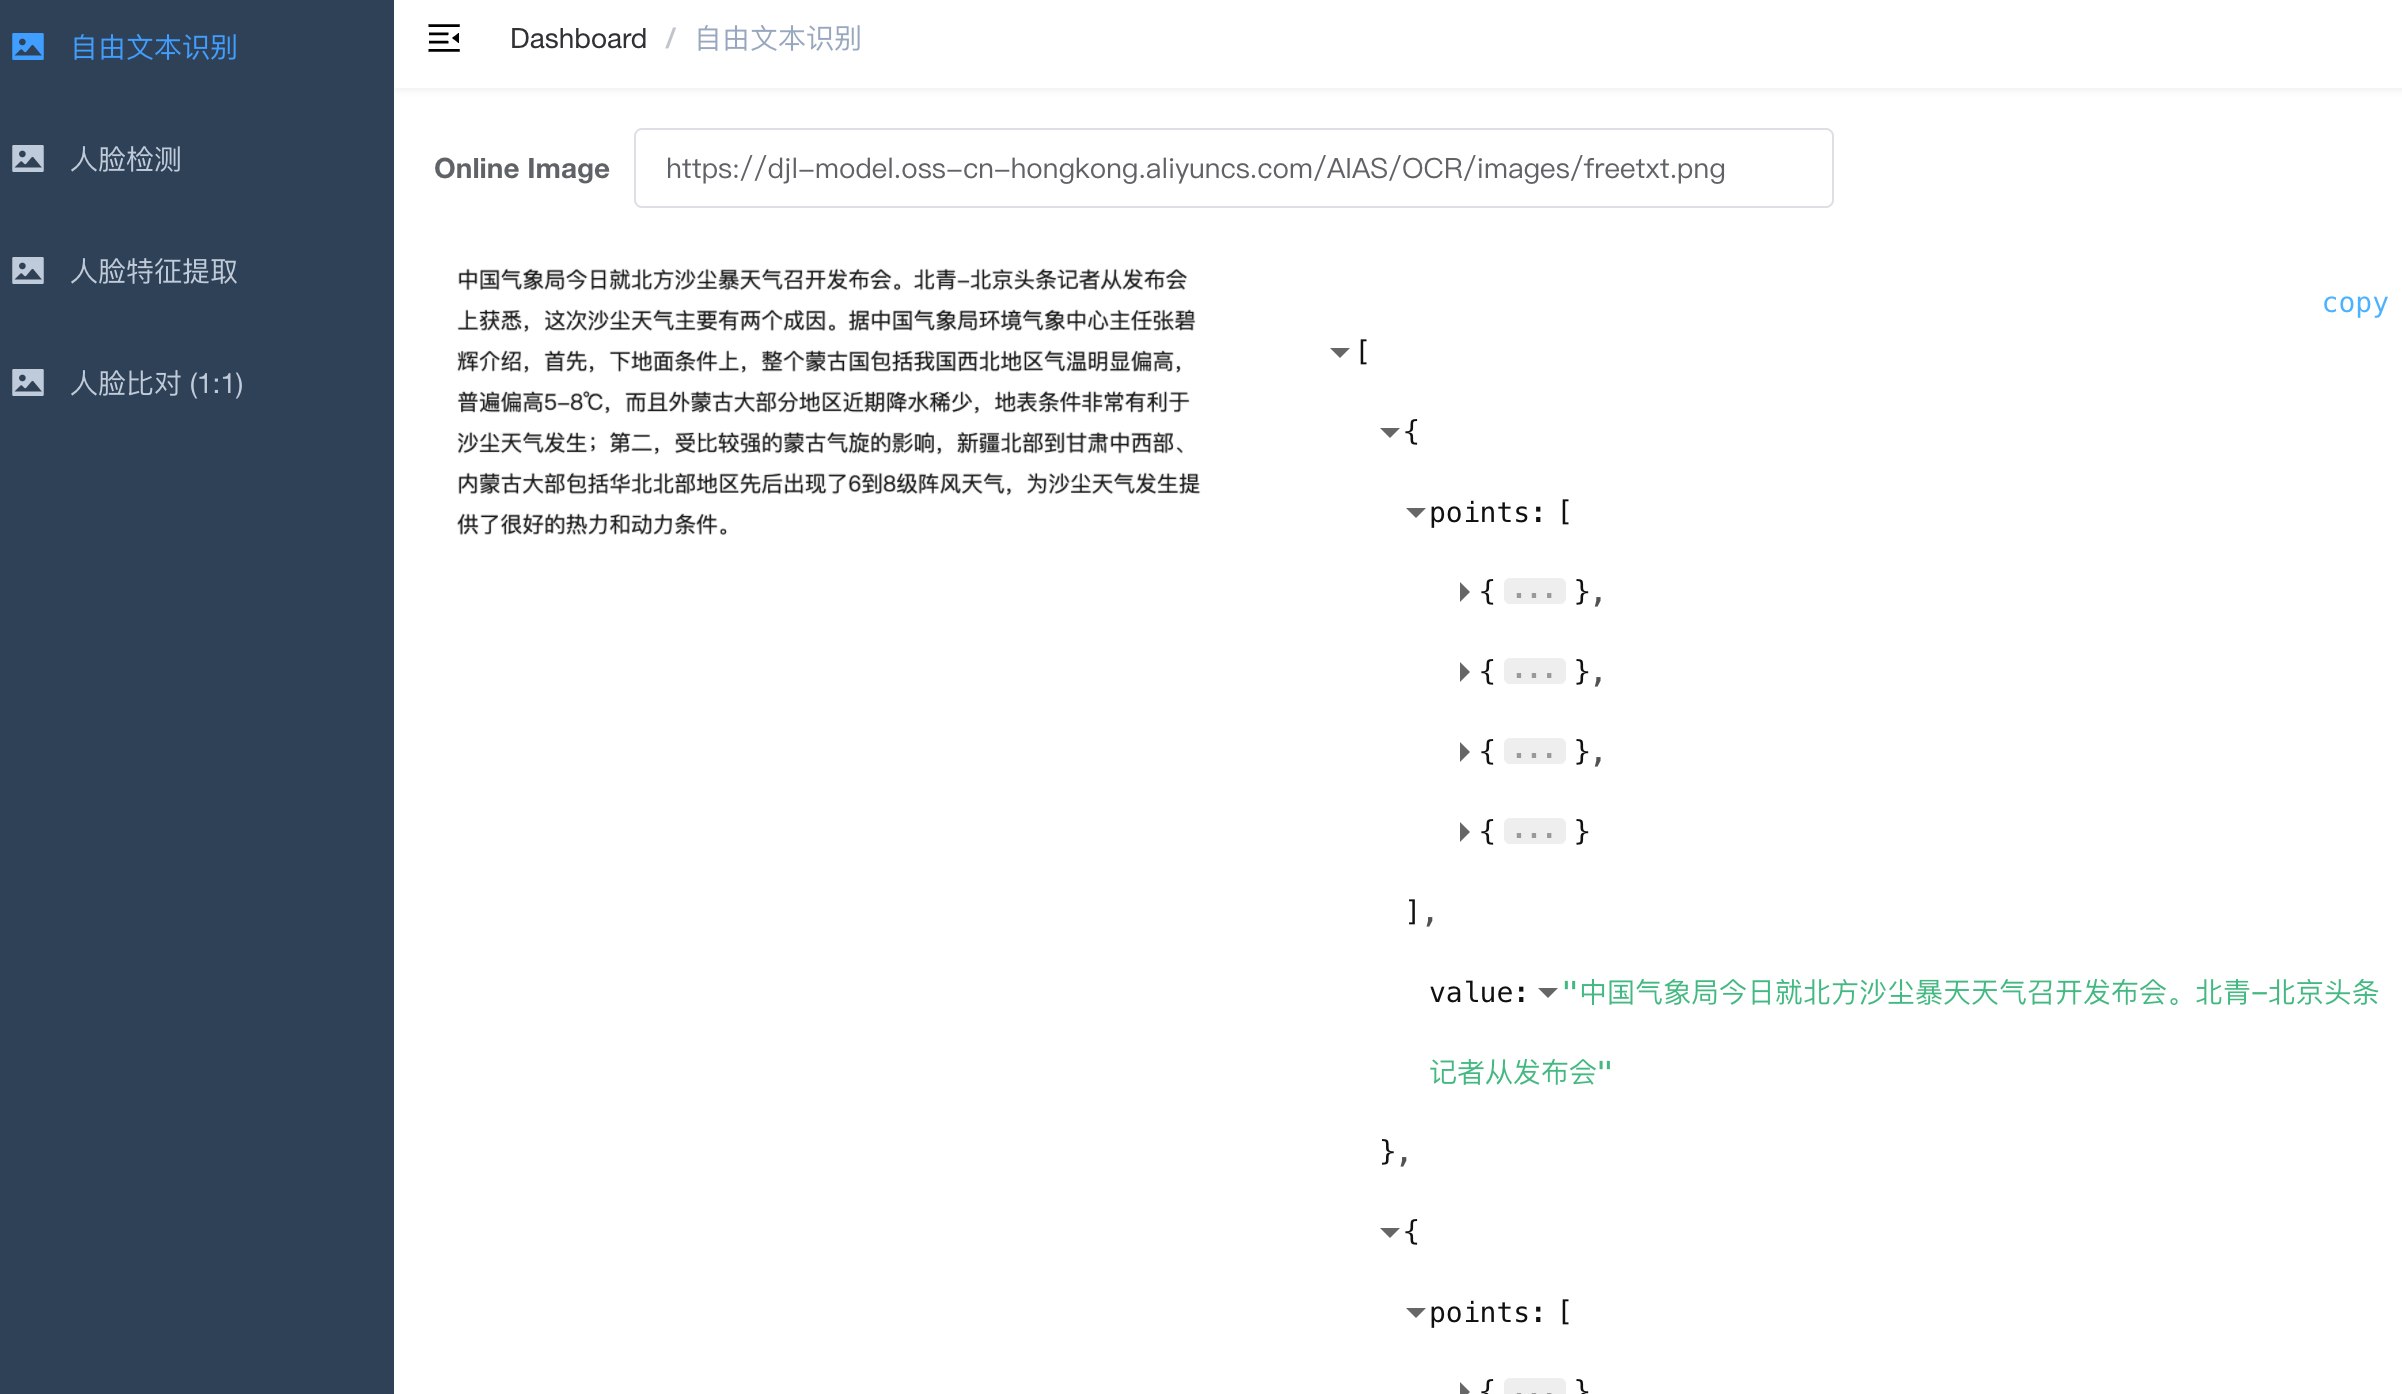 自由文本识别
人脸检测
人脸特征提取
人脸比对 (1:1)
Dashboard / 自由文本识别
Online Image
https://djl-model.oss-cn-hongkong.aliyuncs.com/AIAS/OCR/images/freetxt.png
中国气象局今日就北方沙尘暴天气召开发布会。北青-北京头条记者从发布会
上获悉，这次沙尘天气主要有两个成因。据中国气象局环境气象中心主任张碧
辉介绍，首先，下地面条件上，整个蒙古国包括我国西北地区气温明显偏高，
普遍偏高5-8℃，而且外蒙古大部分地区近期降水稀少，地表条件非常有利于
沙尘天气发生；第二，受比较强的蒙古气旋的影响，新疆北部到甘肃中西部、
内蒙古大部包括华北北部地区先后出现了6到8级阵风天气，为沙尘天气发生提
供了很好的热力和动力条件。
copy
[
{
points: [
{ ... },
{ ... },
{ ... },
{ ... }
],
value: "中国气象局今日就北方沙尘暴天天气召开发布会。北青-北京头条
记者从发布会"
},
{
points: [
{ ... }